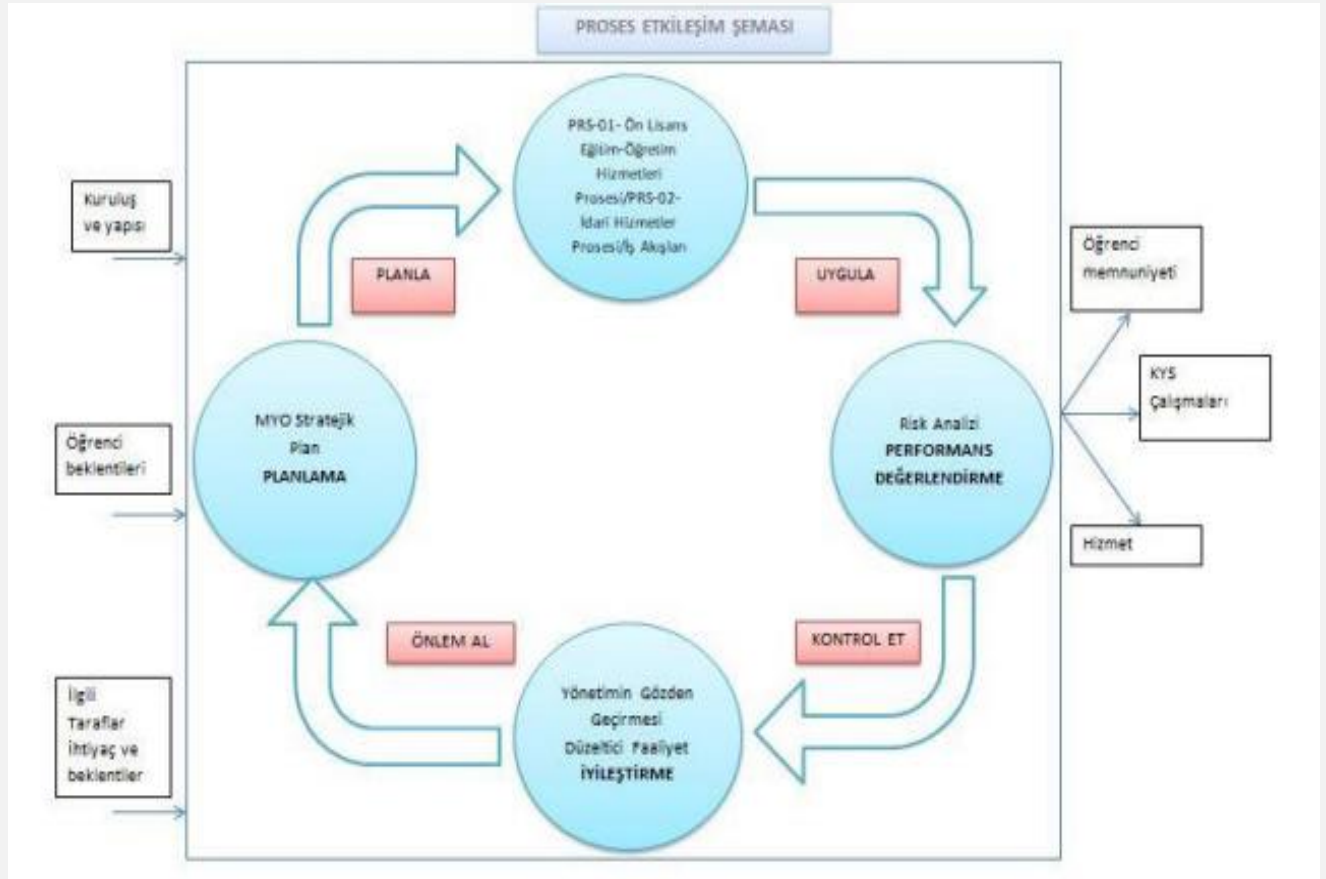 PROSES ETKİLEŞİM ŞEMASI
PRS-01- Ön Lisans
Eğitim-Öğretim
Hizmetleri
Prosesi/PRS-02-
İdari Hizmetler
Prosesi/İş Akışları
Kuruluş
ve yapısı
PLANLA
UYGULA
Öğrenci
memnuniyeti
KYS
Çalışmaları
MYO Stratejik
Plan
PLANLAMA
Risk Analizi
PERFORMANS
DEĞERLENDİRME
Öğrenci
beklentileri
Hizmet
ÖNLEM AL
KONTROL ET
Yönetimin Gözden
Geçirmesi
Düzeltici Faaliyet
İYİLEŞTİRME
İlgili
Taraflar
İhtiyaç ve
beklentiler